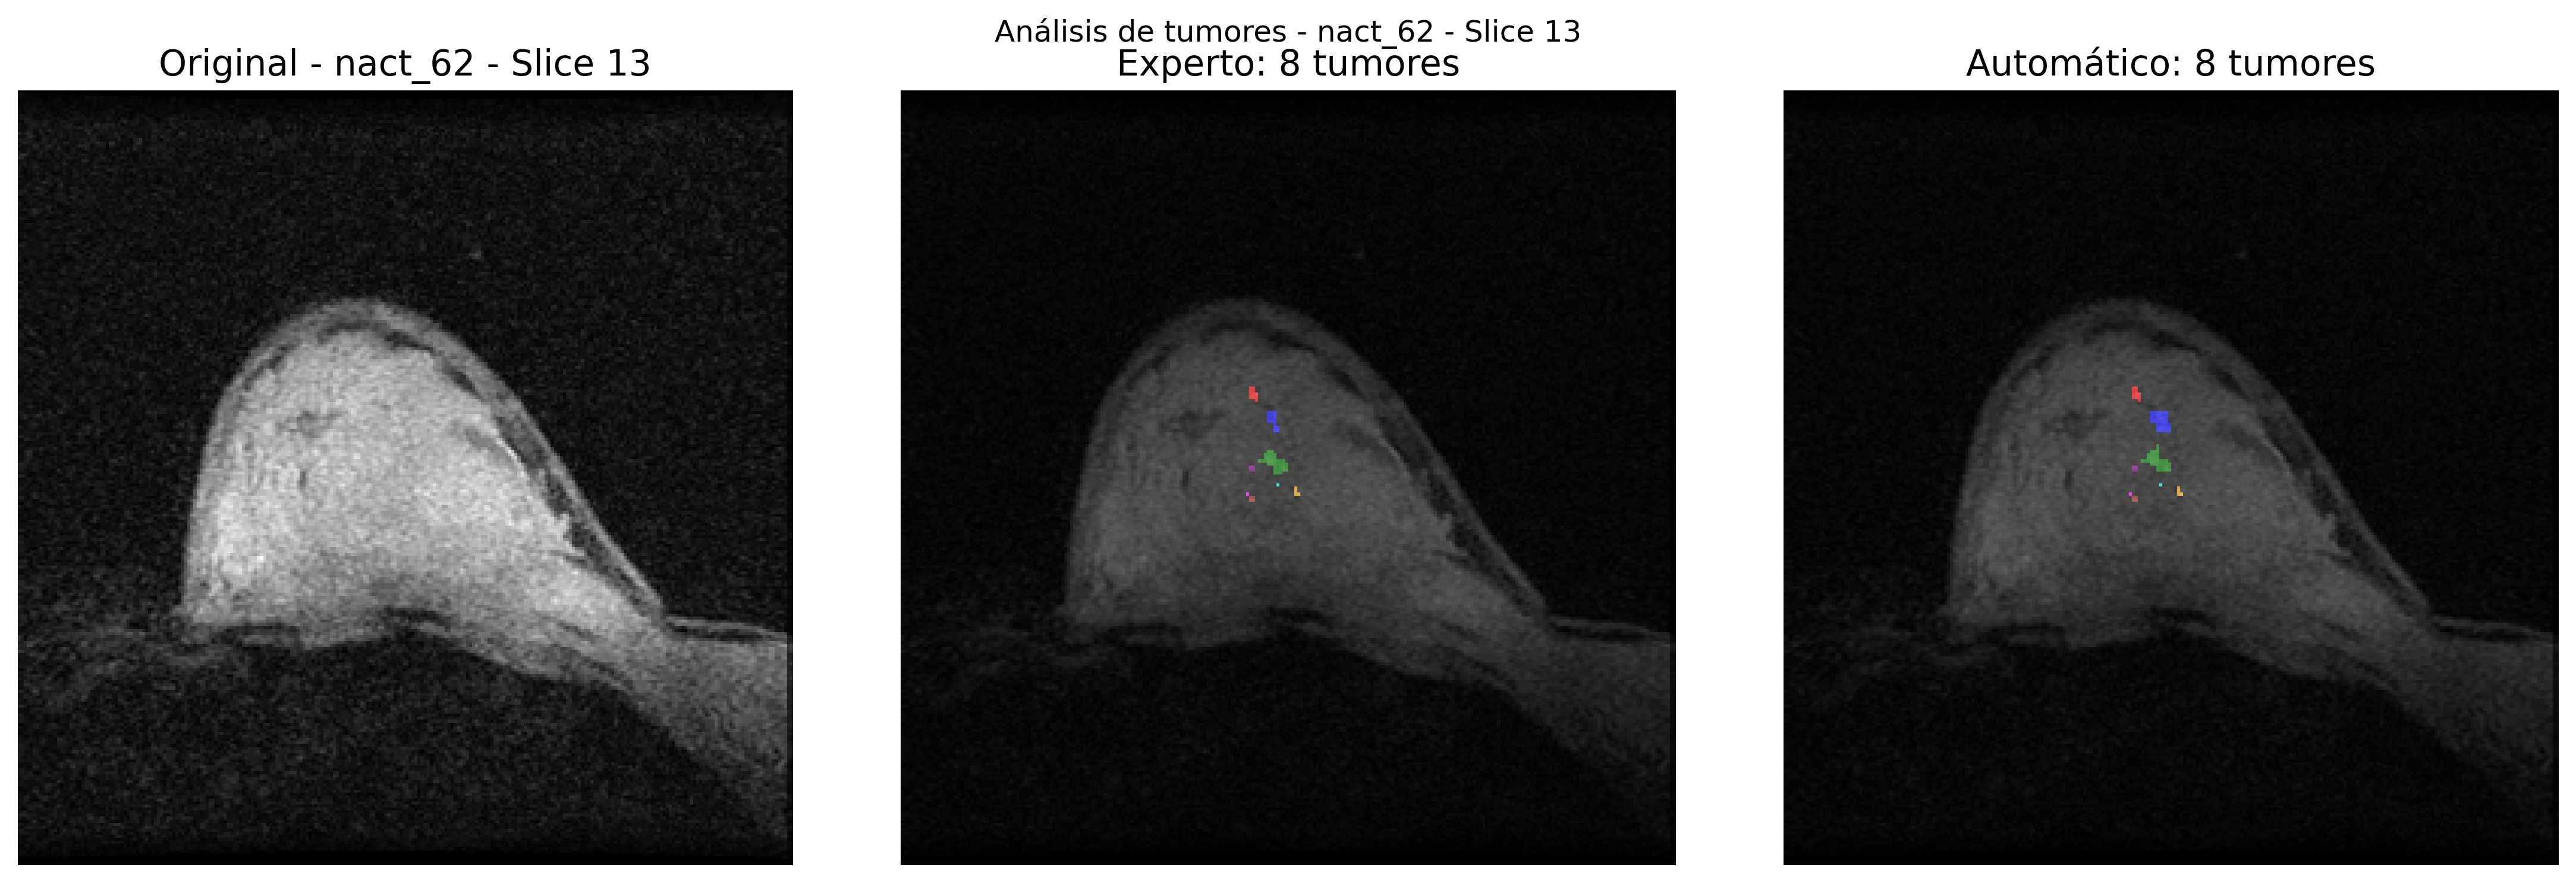 Análisis de tumores - nact_62 - Slice 13
Original - nact_62 - Slice 13
Experto: 8 tumores
Automático: 8 tumores